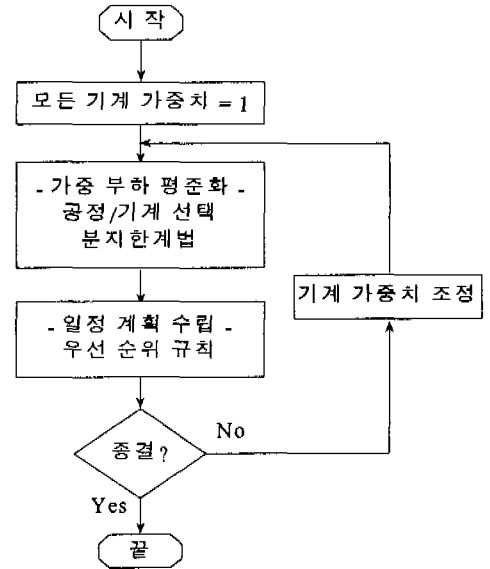 시 작
모든 기계 가중치 = 1
- 가중 부하 평준화 -
공정/기계 선택
분지한계법
기계 가중치 조정
- 일정 계획 수립 -
우선 순위 규칙
종결?
No
Yes
끝